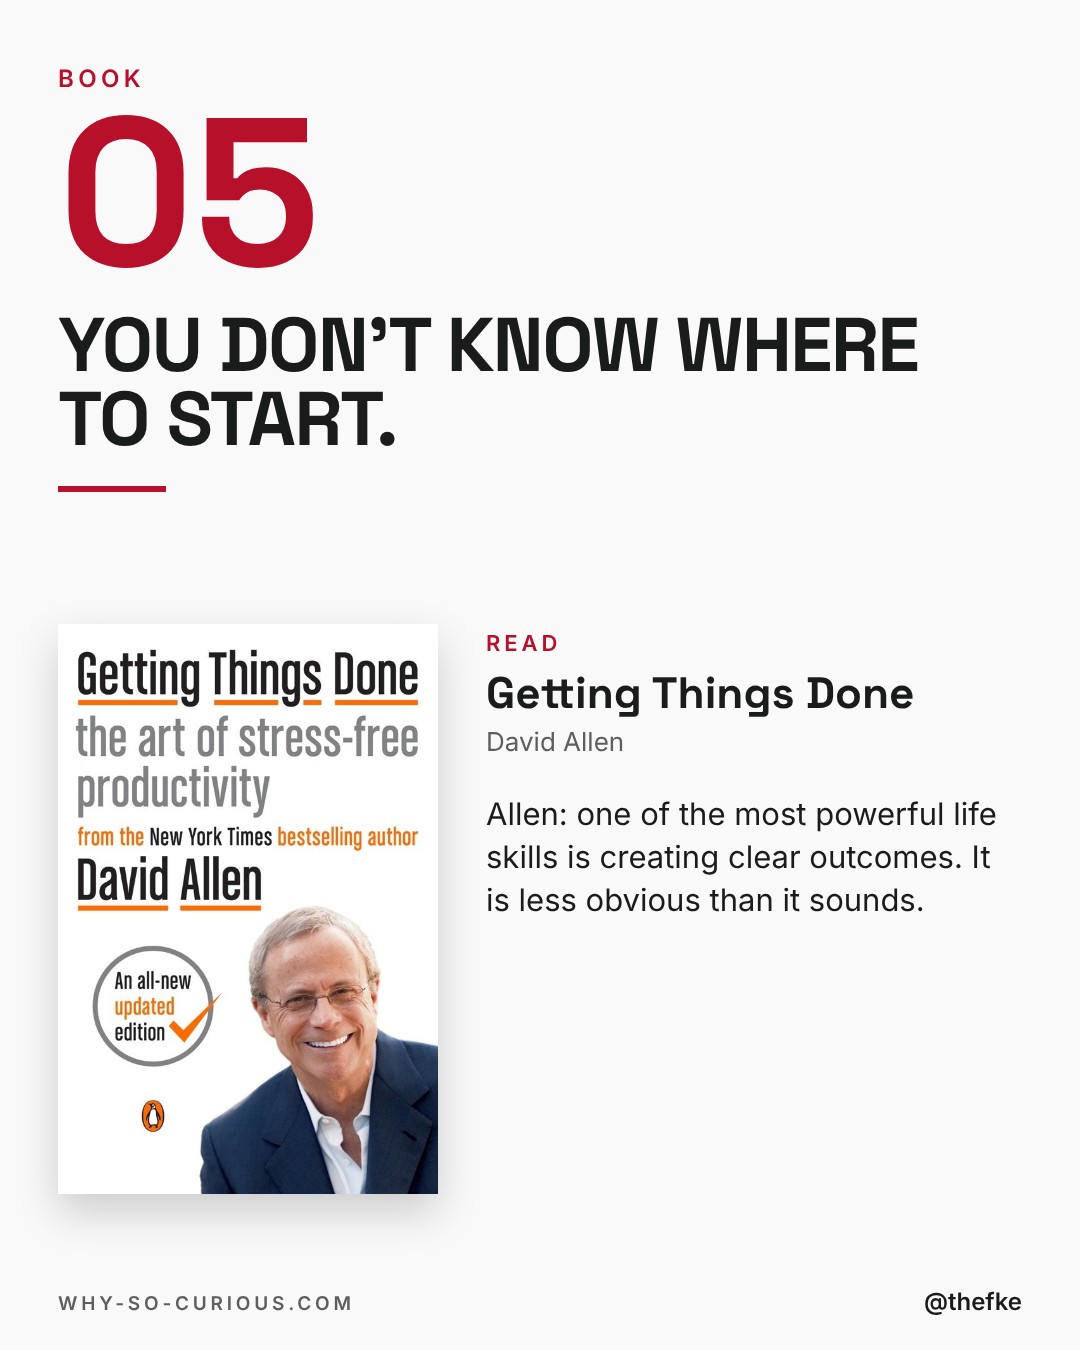 BOOK
05
YOU DON’T KNOW WHERE
TO START.
Getting Things Done
the art of stress-free
productivity
from the New York Times bestselling author
David Allen
An all-new
updated
edition
READ
Getting Things Done
David Allen
Allen: one of the most powerful life
skills is creating clear outcomes. It
is less obvious than it sounds.
WHY-SO-CURIOUS.COM
@thefke